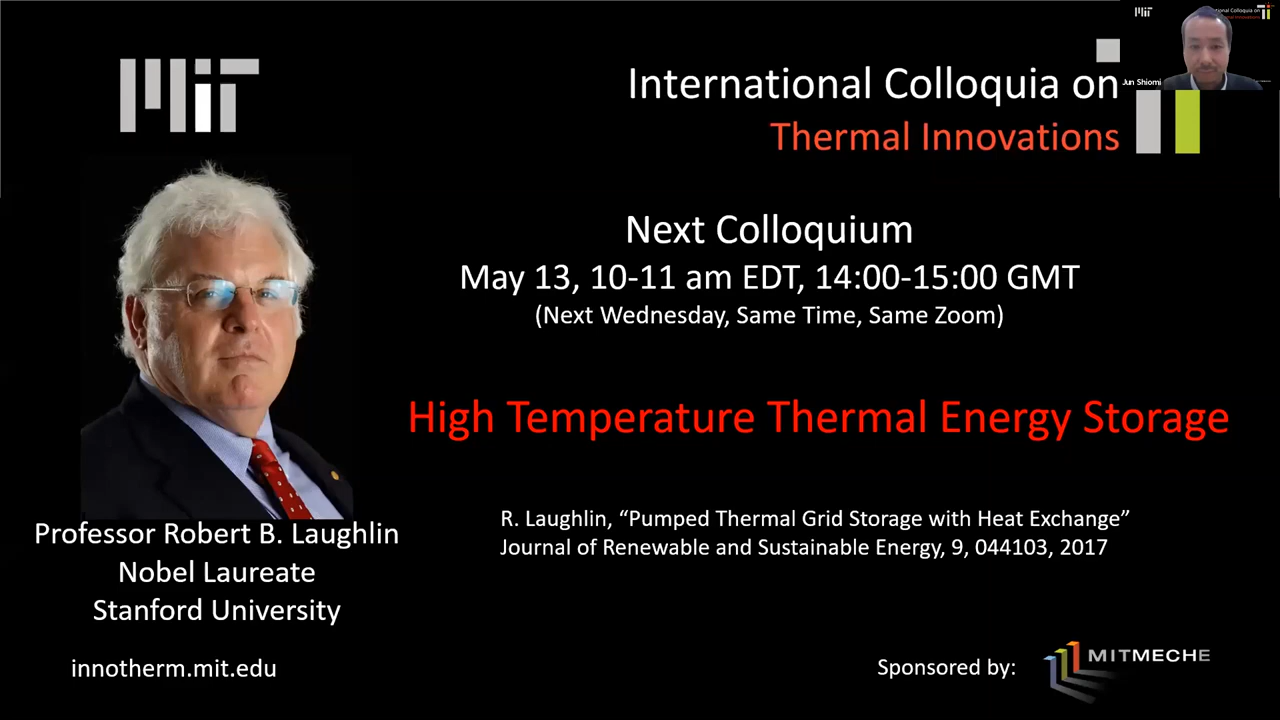 MIT
International Colloquia on
Thermal Innovations
Jun Shiomi
Next Colloquium
May 13, 10-11 am EDT, 14:00-15:00 GMT
(Next Wednesday, Same Time, Same Zoom)
High Temperature Thermal Energy Storage
R. Laughlin, “Pumped Thermal Grid Storage with Heat Exchange”
Journal of Renewable and Sustainable Energy, 9, 044103, 2017
Professor Robert B. Laughlin
Nobel Laureate
Stanford University
innotherm.mit.edu
Sponsored by:
MITMECHE